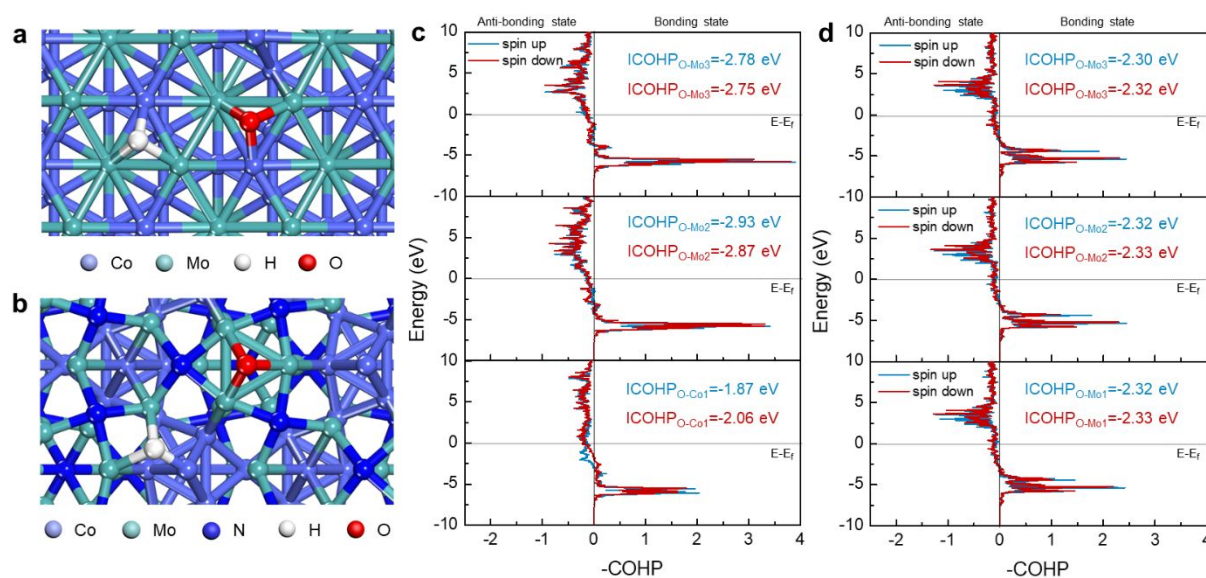 a
Co Mo H O
b
Co Mo N H O
c
Anti-bonding state Bonding state
spin up
spin down
ICOHPO-Mo3=-2.78 eV
ICOHPO-Mo3=-2.75 eV
E-Ef
10
5
0
-5
-10
ICOHPO-Mo2=-2.93 eV
ICOHPO-Mo2=-2.87 eV
E-Ef
10
5
0
-5
-10
ICOHPO-Co1=-1.87 eV
ICOHPO-Co1=-2.06 eV
E-Ef
10
5
0
-5
-10
Energy (eV)
-2 -1 0 1 2 3 4
-COHP
d
Anti-bonding state Bonding state
spin up
spin down
ICOHPO-Mo3=-2.30 eV
ICOHPO-Mo3=-2.32 eV
E-Ef
10
5
0
-5
-10
spin up
spin down
ICOHPO-Mo2=-2.32 eV
ICOHPO-Mo2=-2.33 eV
E-Ef
10
5
0
-5
-10
spin up
spin down
ICOHPO-Mo1=-2.32 eV
ICOHPO-Mo1=-2.33 eV
E-Ef
10
5
0
-5
-10
Energy (eV)
-2 -1 0 1 2 3 4
-COHP